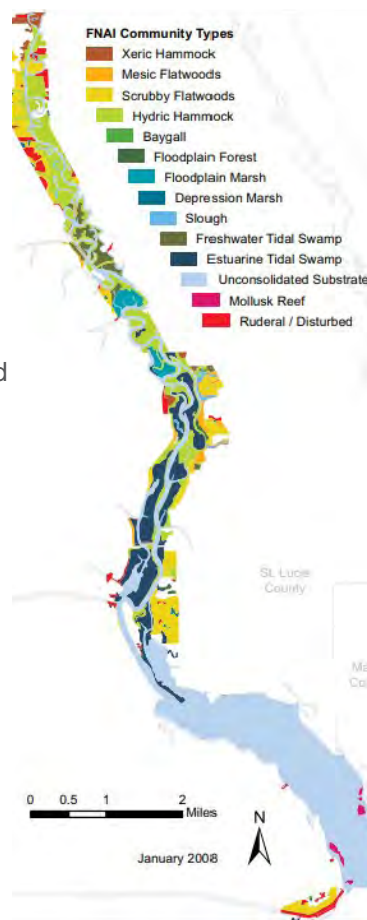 FNAI Community Types
Xeric Hammock
Mesic Flatwoods
Scrubby Flatwoods
Hydric Hammock
Baygall
Floodplain Forest
Floodplain Marsh
Depression Marsh
Slough
Freshwater Tidal Swamp
Estuarine Tidal Swamp
Unconsolidated Substrate
Mollusk Reef
Ruderal / Disturbed
d
St. Lucie
County
Ma
Co
0 0.5 1 2
Miles
N
January 2008